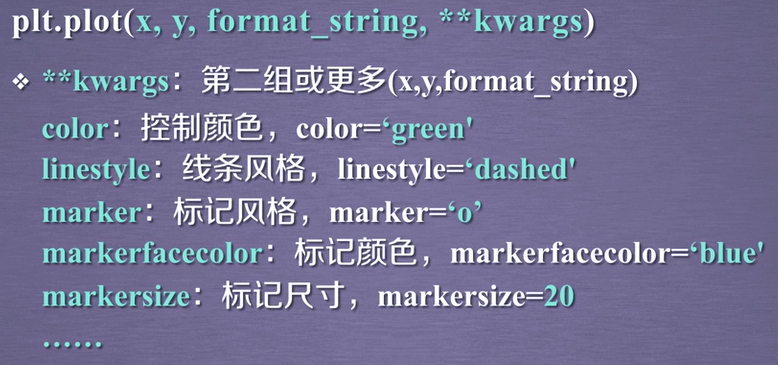 plt.plot(x, y, format_string, **kwargs)
❖ **kwargs：第二组或更多(x,y,format_string)
color：控制颜色，color=‘green'
linestyle：线条风格，linestyle=‘dashed'
marker：标记风格，marker=‘o’
markerfacecolor：标记颜色，markerfacecolor=‘blue'
markersize：标记尺寸，markersize=20
……